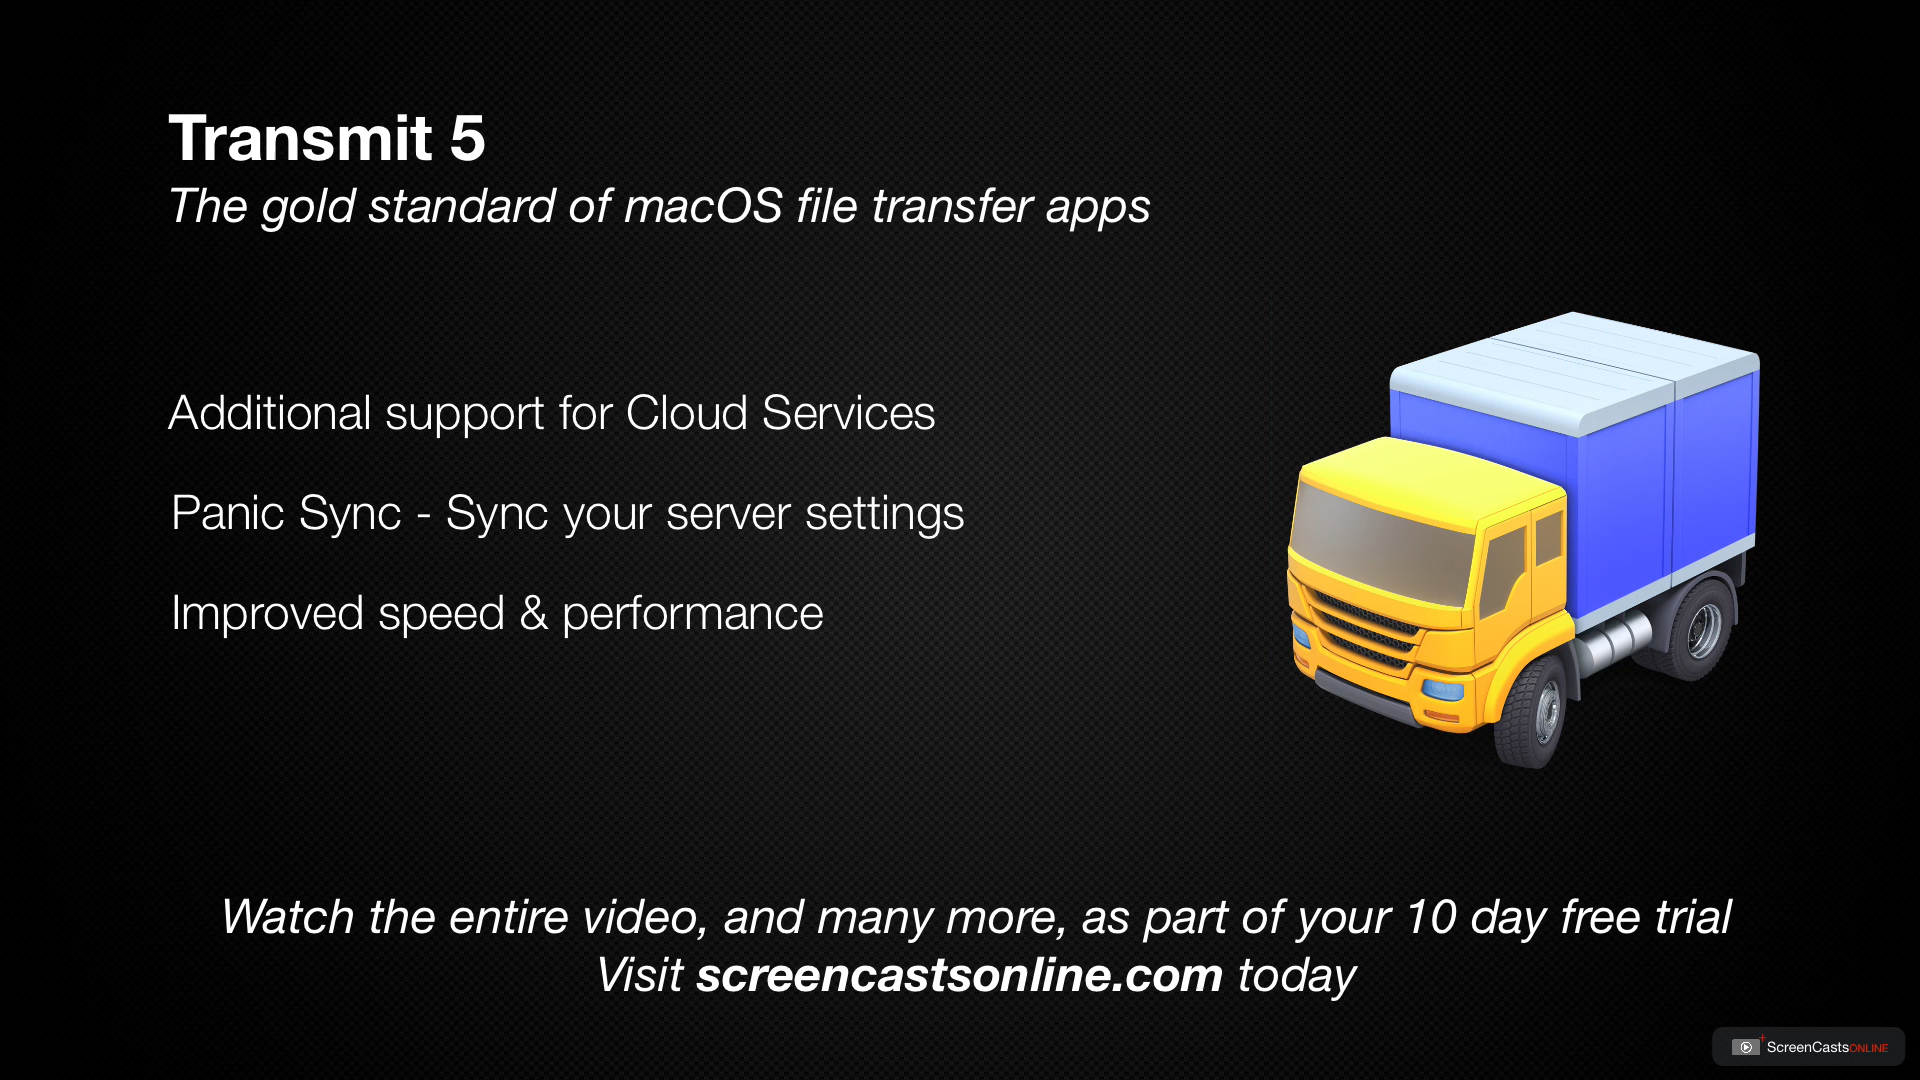 Transmit 5
The gold standard of macOS file transfer apps
Additional support for Cloud Services
Panic Sync - Sync your server settings
Improved speed & performance
Watch the entire video, and many more, as part of your 10 day free trial
Visit screencastsonline.com today
ScreenCastsONLINE